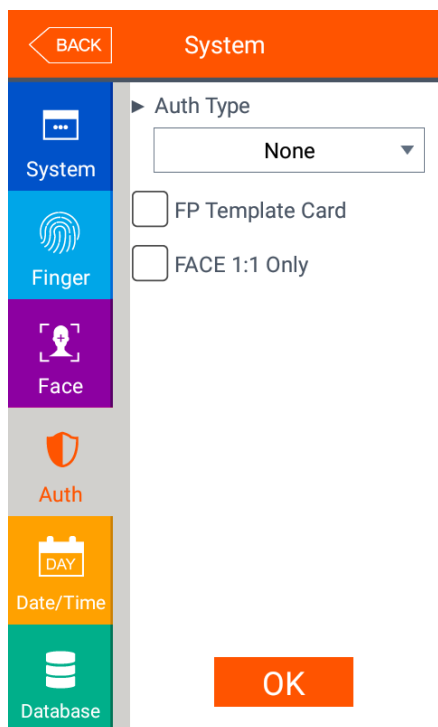 BACK
System
System
Finger
Face
Auth
DAY
Date/Time
Database
► Auth Type
None
FP Template Card
FACE 1:1 Only
OK